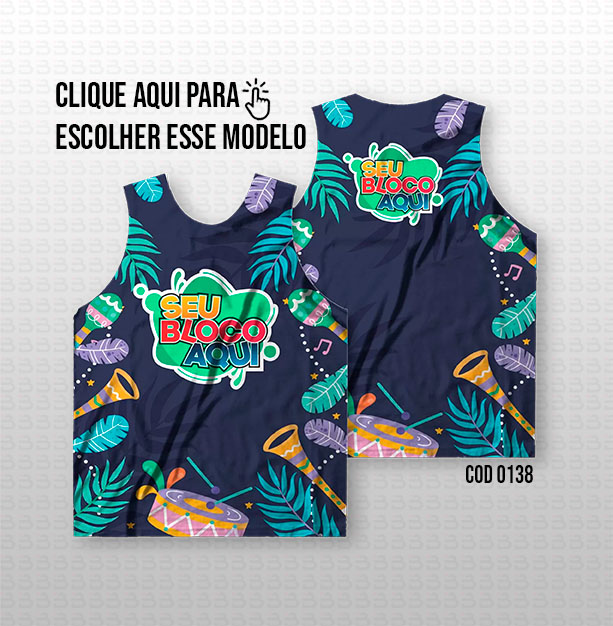 CLIQUE AQUI PARA
ESCOLHER ESSE MODELO
SEU
BLOCO
AQUI
SEU
BLOCO
AQUI
COD 0138